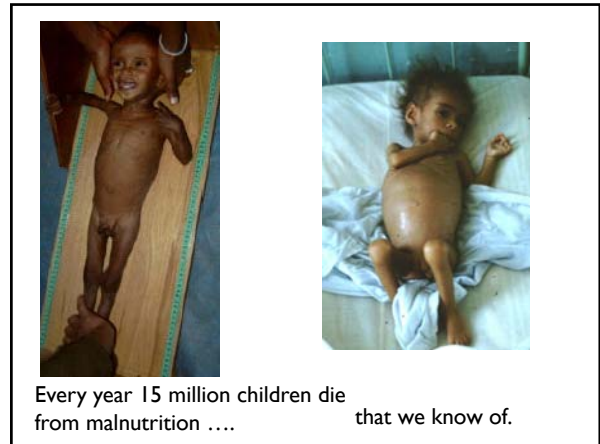 Every year 15 million children die
from malnutrition ….
that we know of.